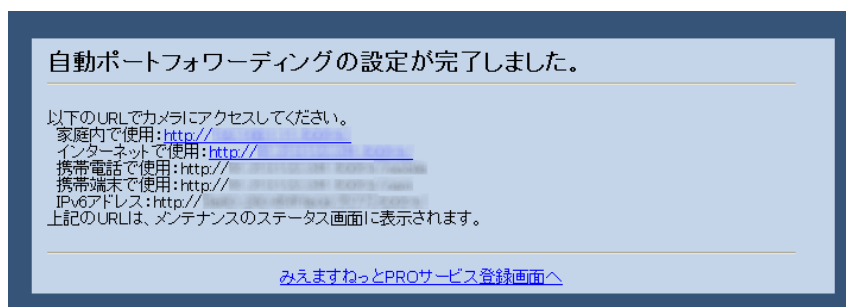 自動ポートフォワーディングの設定が完了しました。
以下のURLでカメラにアクセスしてください。
家庭内で使用：http://
インターネットで使用：http://
携帯電話で使用：http://
携帯端末で使用：http://
IPv6アドレス：http://
上記のURLは、メンテナンスのステータス画面に表示されます。
みえますねっとPROサービス登録画面へ